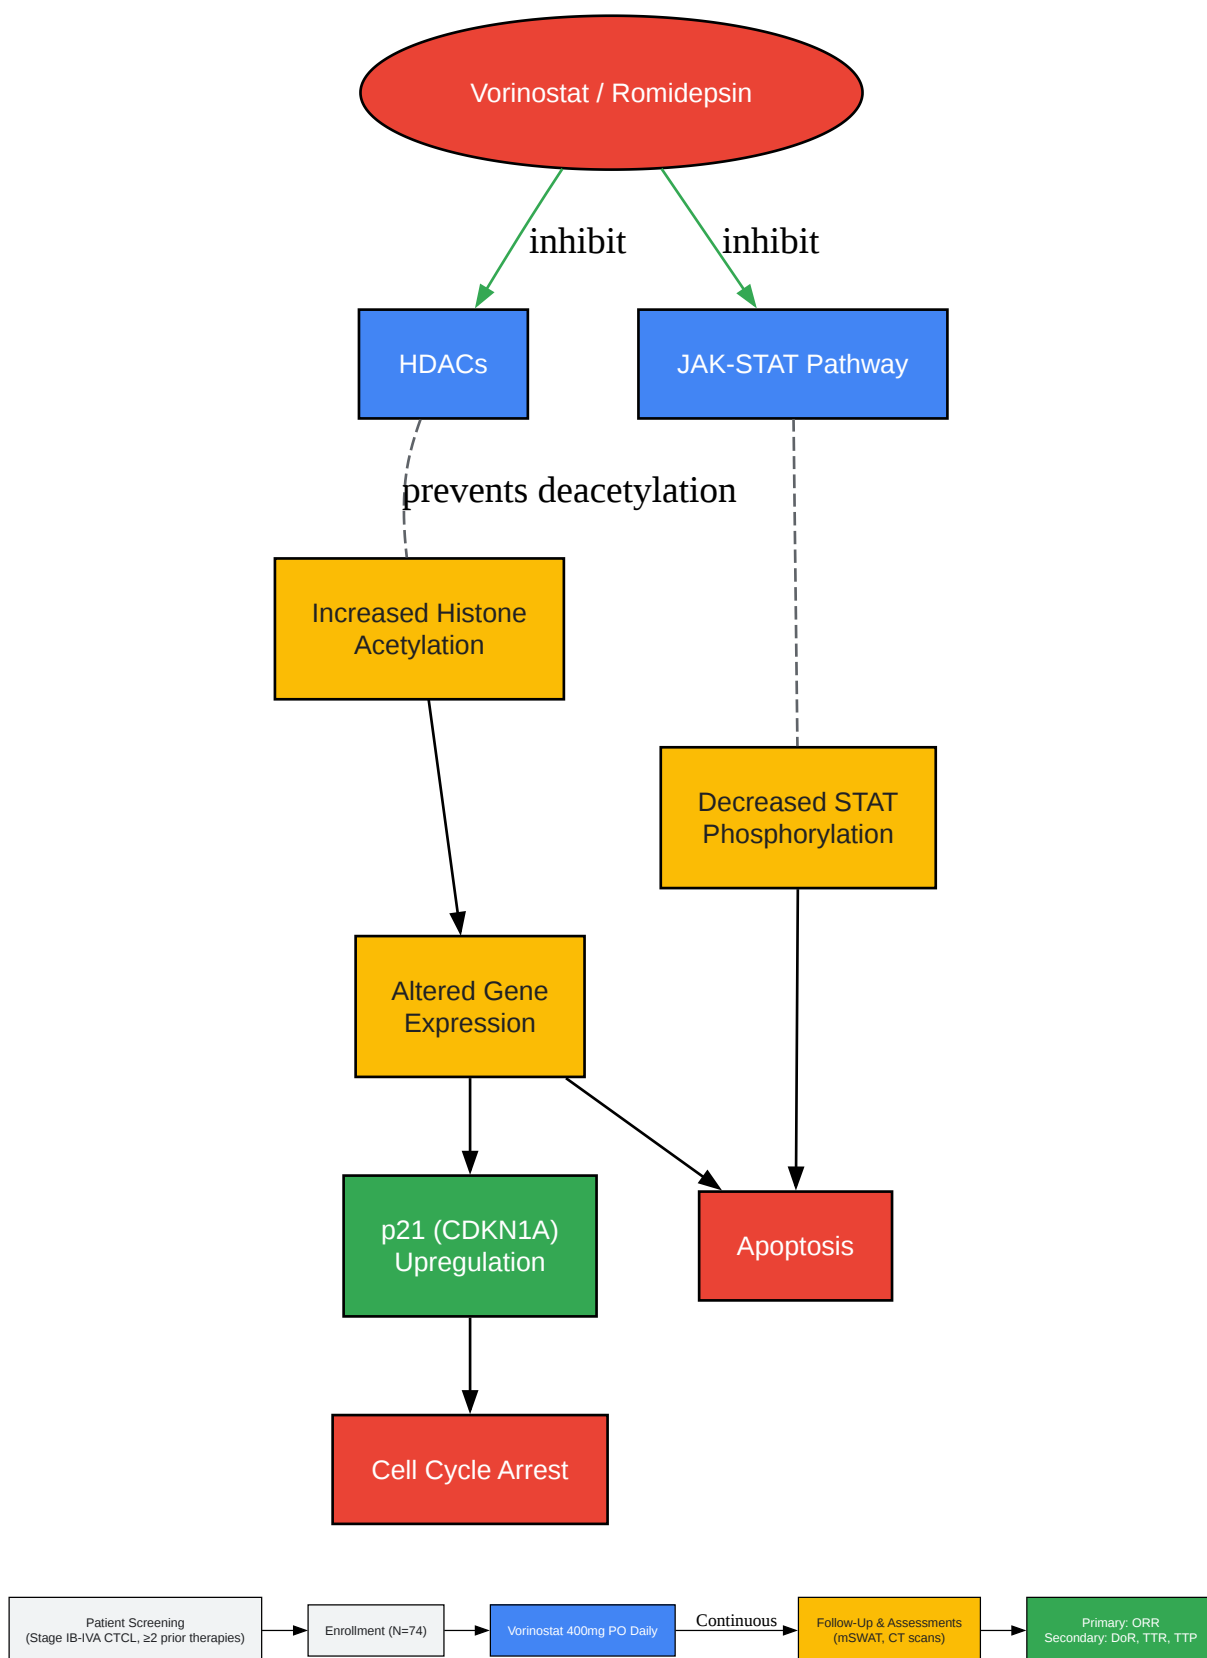 Vorinostat / Romidepsin
inhibit
inhibit
HDACs
JAK-STAT Pathway
prevents deacetylation
Increased Histone
Acetylation
Decreased STAT
Phosphorylation
Altered Gene
Expression
p21 (CDKN1A)
Upregulation
Apoptosis
Cell Cycle Arrest
Patient Screening
(Stage IB-IVA CTCL, ≥2 prior therapies)
Enrollment (N=74)
Vorinostat 400mg PO Daily
Continuous
Follow-Up & Assessments
(mSWAT, CT scans)
Primary: ORR
Secondary: DoR, TTR, TTP